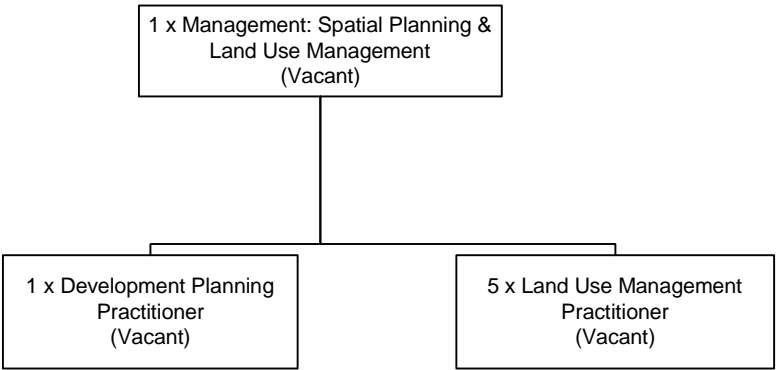 1 x Management: Spatial Planning &
Land Use Management
(Vacant)
1 x Development Planning
Practitioner
(Vacant)
5 x Land Use Management
Practitioner
(Vacant)